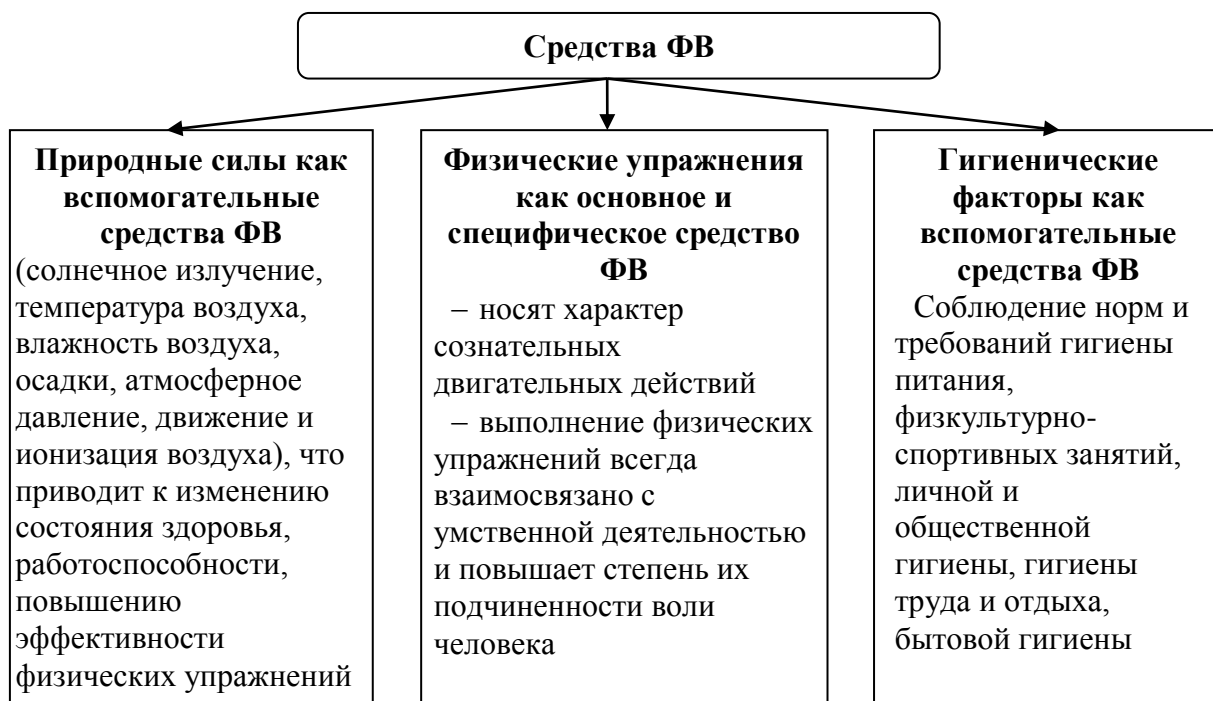 Средства ФВ
Природные силы как
вспомогательные
средства ФВ
(солнечное излучение,
температура воздуха,
влажность воздуха,
осадки, атмосферное
давление, движение и
ионизация воздуха), что
приводит к изменению
состояния здоровья,
работоспособности,
повышению
эффективности
физических упражнений
Физические упражнения
как основное и
специфическое средство
ФВ
– носят характер
сознательных
двигательных действий
– выполнение физических
упражнений всегда
взаимосвязано с
умственной деятельностью
и повышает степень их
подчиненности воли
человека
Гигиенические
факторы как
вспомогательные
средства ФВ
Соблюдение норм и
требований гигиены
питания,
физкультурно-
спортивных занятий,
личной и
общественной
гигиены, гигиены
труда и отдыха,
бытовой гигиены